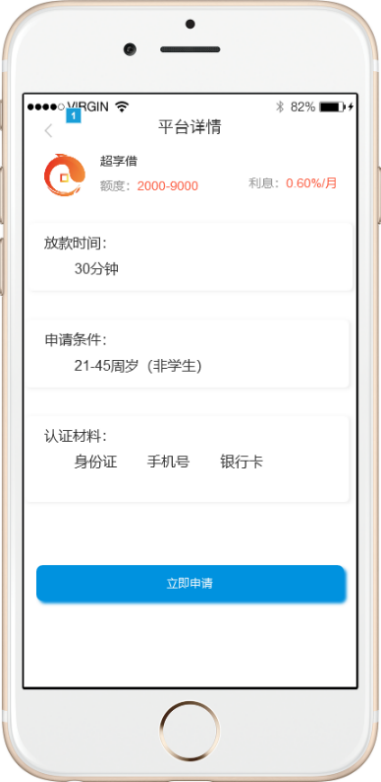 VIRGIN
82%
1
平台详情
超享借
额度：2000-9000
利息：0.60%/月
放款时间：
30分钟
申请条件：
21-45周岁（非学生）
认证材料：
身份证 手机号 银行卡
立即申请